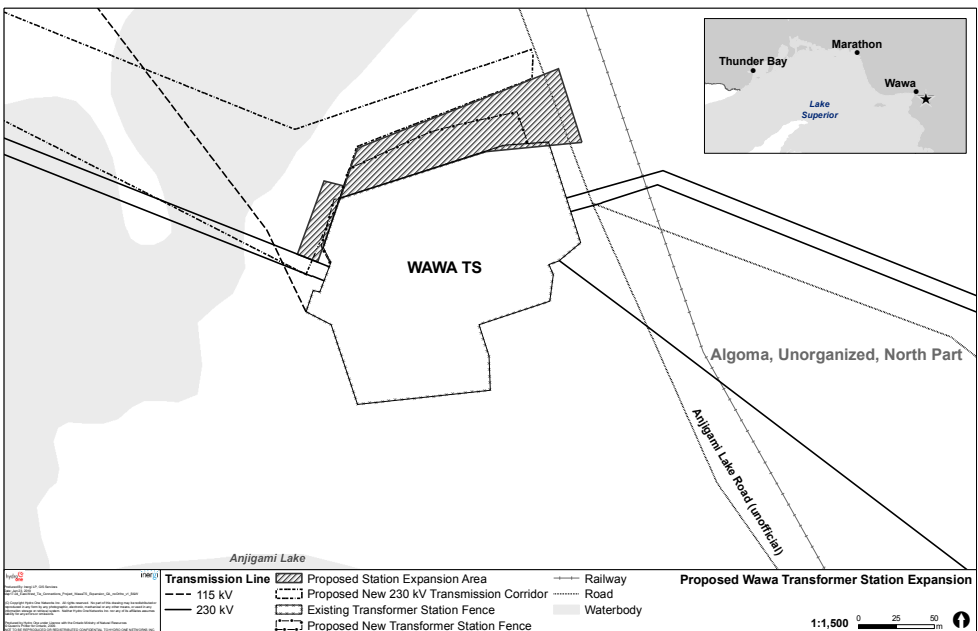 Marathon
Thunder Bay
Wawa
Lake
Superior
WAWA TS
Algoma, Unorganized, North Part
Anjigami Lake Road (unofficial)
Anjigami Lake
Transmission Line
115 kV
230 kV
Proposed Station Expansion Area
Proposed New 230 kV Transmission Corridor
Existing Transformer Station Fence
Proposed New Transformer Station Fence
Railway
Road
Waterbody
Proposed Wawa Transformer Station Expansion
1:1,500
0 25 50
m
hydro
one
inergi